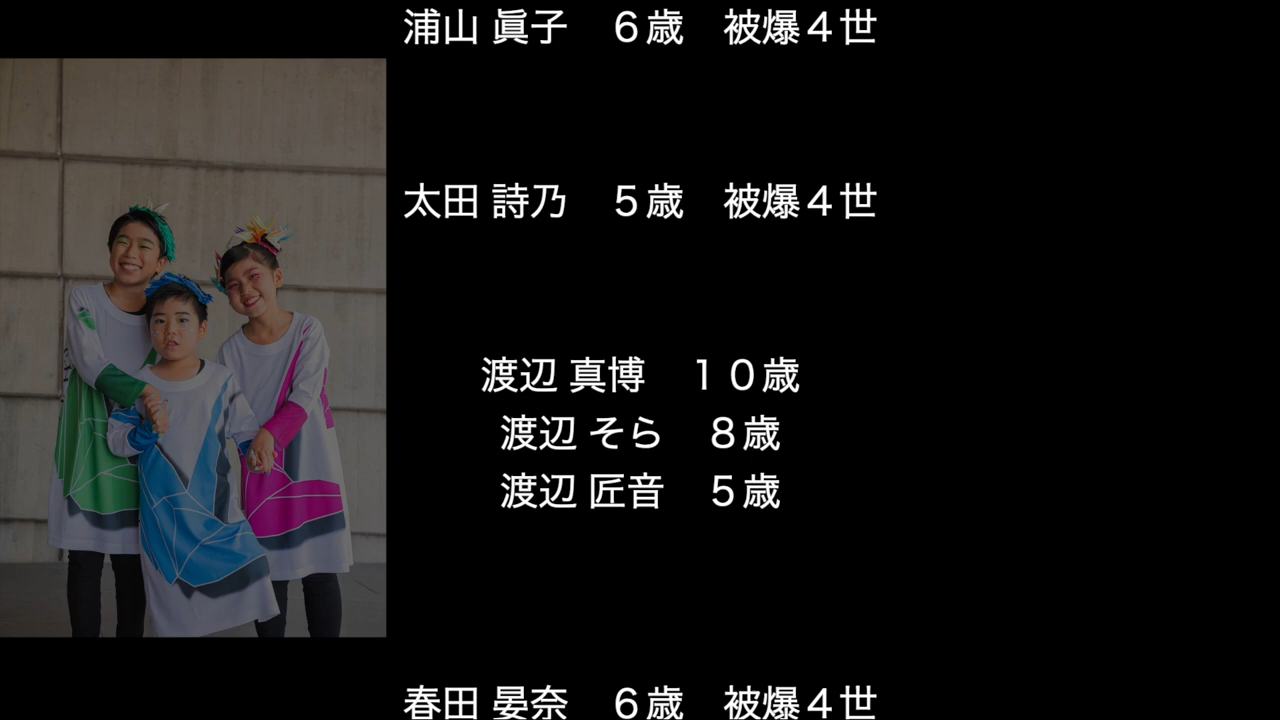 浦山 眞子　６歳　被爆４世
太田 詩乃　５歳　被爆４世
渡辺 真博　１０歳
渡辺 そら　８歳
渡辺 匠音　５歳
春田 晏奈　６歳　被爆４世